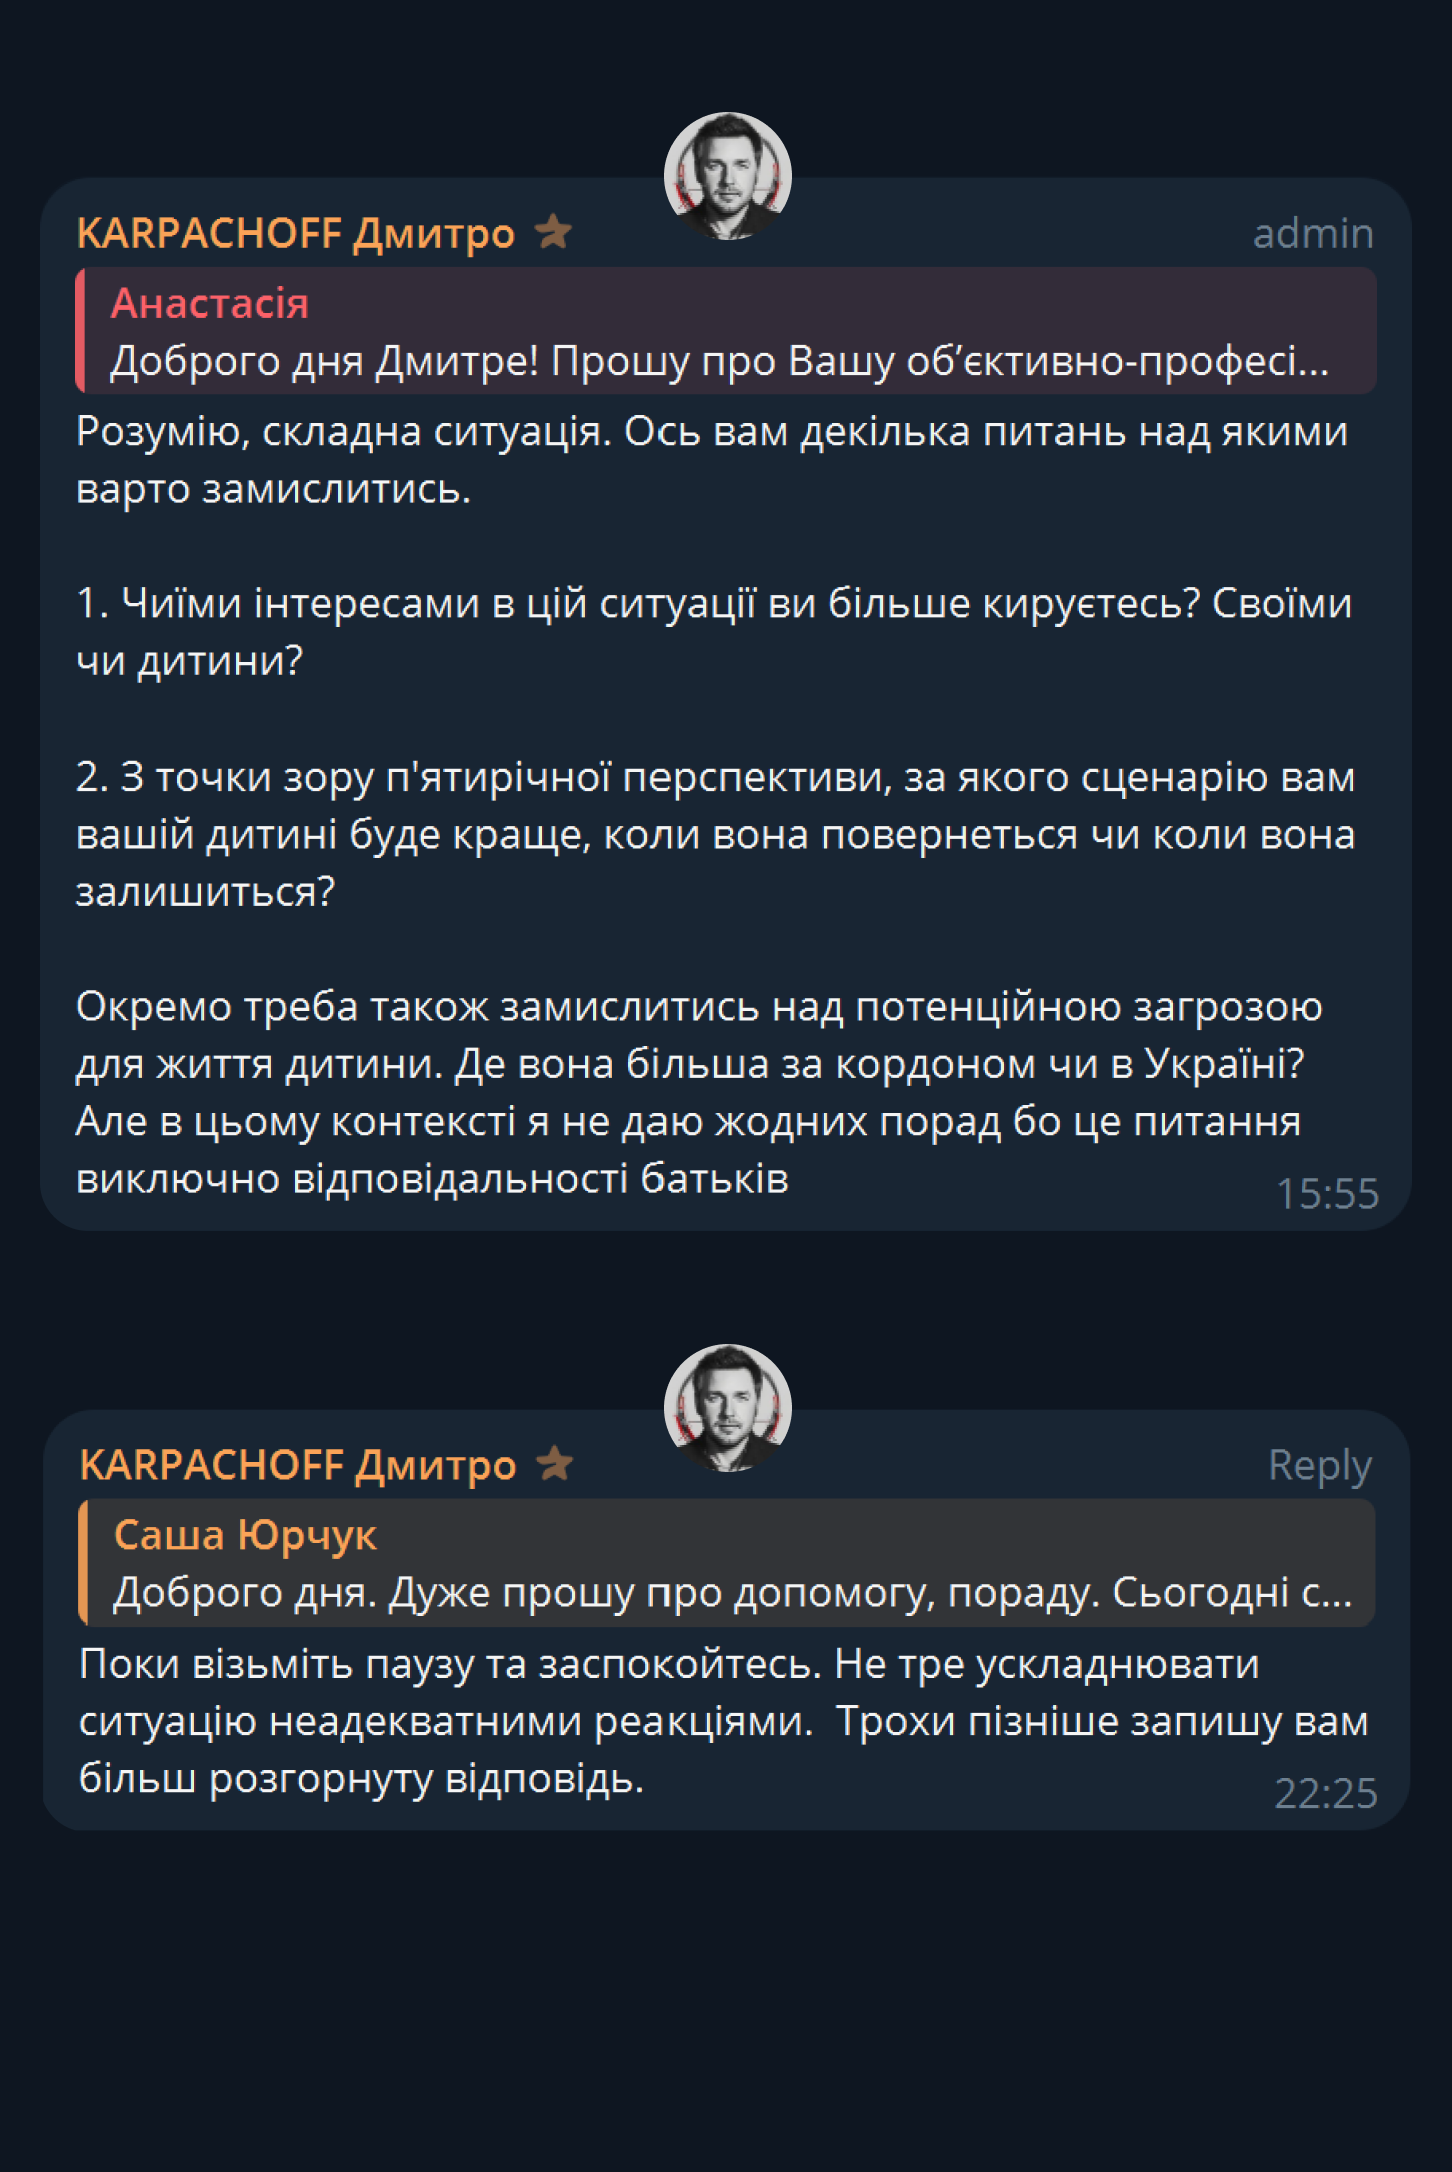 KARPACHOFF Дмитро
admin
Анастасія
Доброго дня Дмитре! Прошу про Вашу об’єктивно-професі...
Розумію, складна ситуація. Ось вам декілька питань над якими
варто замислитись.
1. Чиїми інтересами в цій ситуації ви більше кируєтесь? Своїми
чи дитини?
2. З точки зору п'ятирічної перспективи, за якого сценарію вам
вашій дитині буде краще, коли вона повернеться чи коли вона
залишиться?
Окремо треба також замислитись над потенційною загрозою
для життя дитини. Де вона більша за кордоном чи в Україні?
Але в цьому контексті я не даю жодних порад бо це питання
виключно відповідальності батьків
15:55
KARPACHOFF Дмитро
Reply
Саша Юрчук
Доброго дня. Дуже прошу про допомогу, пораду. Сьогодні с...
Поки візьміть паузу та заспокойтесь. Не тре ускладнювати
ситуацію неадекватними реакціями.  Трохи пізніше запишу вам
більш розгорнуту відповідь.
22:25